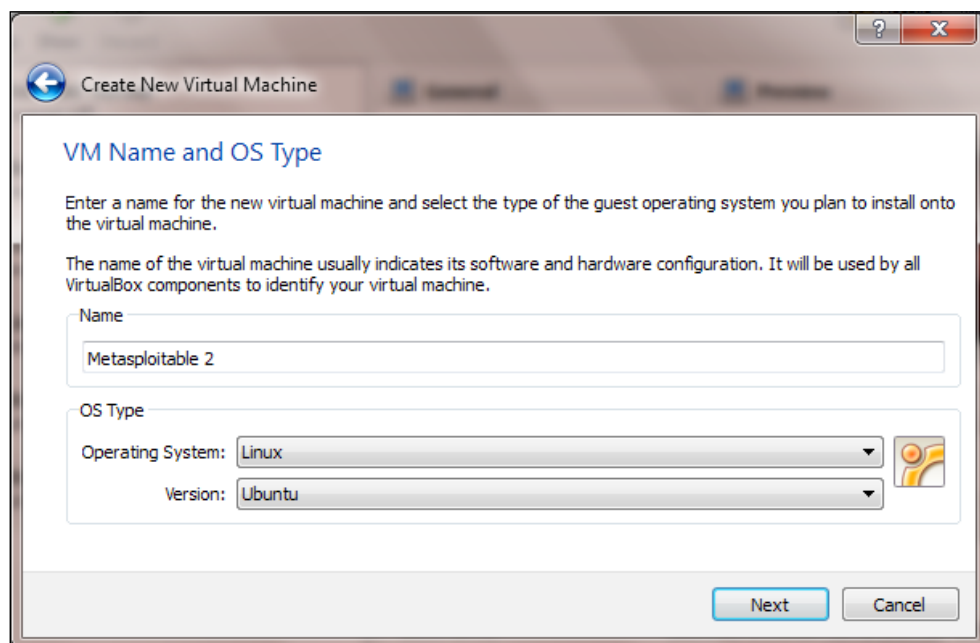 Create New Virtual Machine
General
Preview
VM Name and OS Type
Enter a name for the new virtual machine and select the type of the guest operating system you plan to install onto
the virtual machine.
The name of the virtual machine usually indicates its software and hardware configuration. It will be used by all
VirtualBox components to identify your virtual machine.
Name
Metasploitable 2
OS Type
Operating System: Linux
Version: Ubuntu
Next Cancel